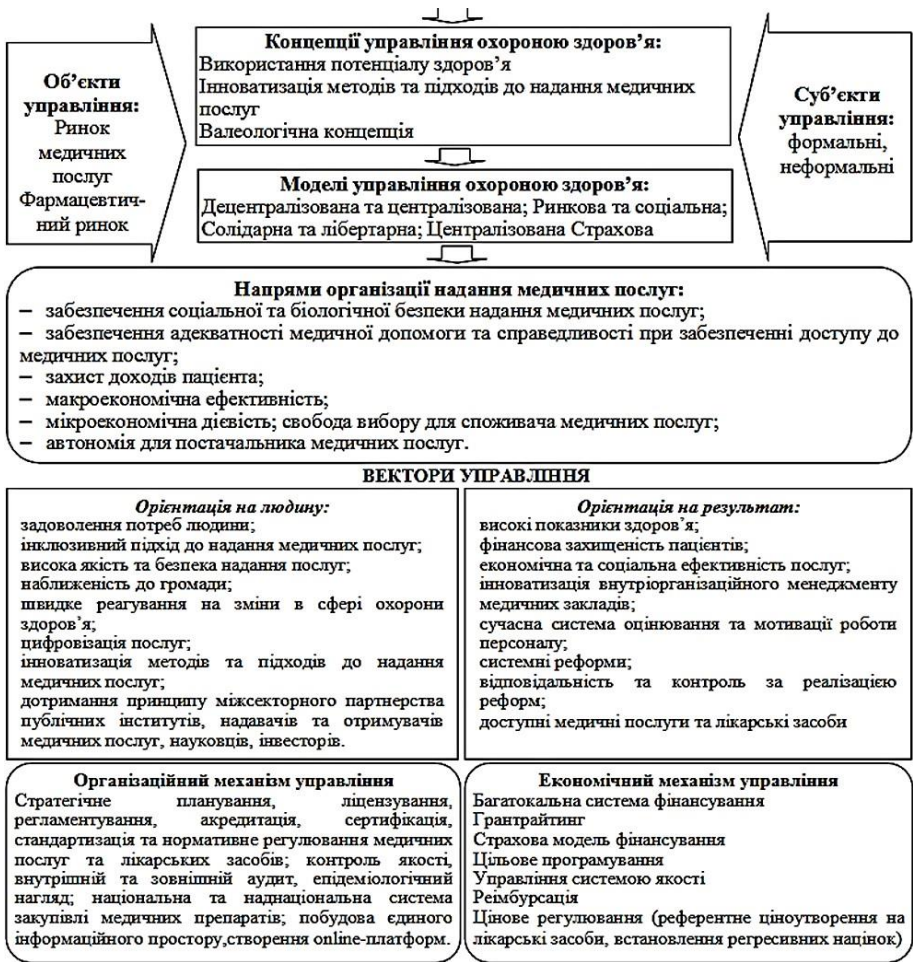 Об’єкти
управління:
Ринок
медичних
послуг
Фармацевтич-
ний ринок
Концепції управління охороною здоров’я:
Використання потенціалу здоров’я
Інноватизація методів та підходів до надання медичних
послуг
Валеологічна концепція
Суб’єкти
управління:
формальні,
неформальні
Моделі управління охороною здоров’я:
Децентралізована та централізована; Ринкова та соціальна;
Солідарна та лібертарна; Централізована Страхова
Напрями організації надання медичних послуг:
– забезпечення соціальної та біологічної безпеки надання медичних послуг;
– забезпечення адекватності медичної допомоги та справедливості при забезпеченні доступу до
медичних послуг;
– захист доходів пацієнта;
– макроекономічна ефективність;
– мікроекономічна дієвість; свобода вибору для споживача медичних послуг;
– автономія для постачальника медичних послуг.
ВЕКТОРИ УПРАВЛІННЯ
Орієнтація на людину:
задоволення потреб людини;
інклюзивний підхід до надання медичних послуг;
висока якість та безпека надання послуг;
наближеність до громади;
швидке реагування на зміни в сфері охорони
здоров’я;
цифровізація послуг;
інноватизація методів та підходів до надання
медичних послуг;
дотримання принципу міжсекторного партнерства
публічних інститутів, надавачів та отримувачів
медичних послуг, науковців, інвесторів.
Орієнтація на результат:
високі показники здоров’я;
фінансова захищеність пацієнтів;
економічна та соціальна ефективність послуг;
інноватизація внутріорганізаційного менеджменту
медичних закладів;
сучасна система оцінювання та мотивації роботи
персоналу;
системні реформи;
відповідальність та контроль за реалізацією
реформ;
доступні медичні послуги та лікарські засоби
Організаційний механізм управління
Стратегічне планування, ліцензування,
регламентування, акредитація, сертифікація,
стандартизація та нормативне регулювання медичних
послуг та лікарських засобів; контроль якості,
внутрішній та зовнішній аудит, епідеміологічний
нагляд; національна та наднаціональна система
закупівлі медичних препаратів; побудова єдиного
інформаційного простору,створення online-платформ.
Економічний механізм управління
Багатокальна система фінансування
Грантрайтинг
Страхова модель фінансування
Цільове програмування
Управління системою якості
Реімбурсація
Цінове регулювання (референтне ціноутворення на
лікарські засоби, встановлення регресивних націнок)